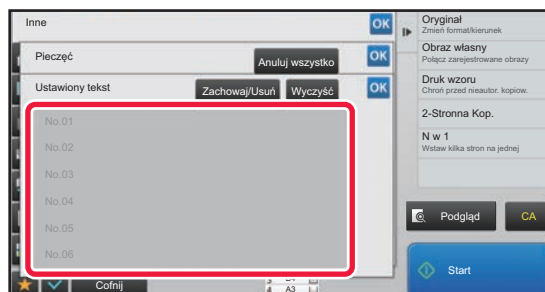 Inne
OK
Pieczęć
Anuluj wszystko
OK
Ustawiony tekst
Zachowaj/Usuń
Wyczyść
OK
No.01
No.02
No.03
No.04
No.05
No.06
Cofnij
A3
Oryginał
Zmień format/kierunek
Obraz własny
Połącz zarejestrowane obrazy
Druk wzoru
Chroń przed nieautor. kopiow.
2-Stronna Kop.
N w 1
Wstaw kilka stron na jednej
Podgląd
CA
Start